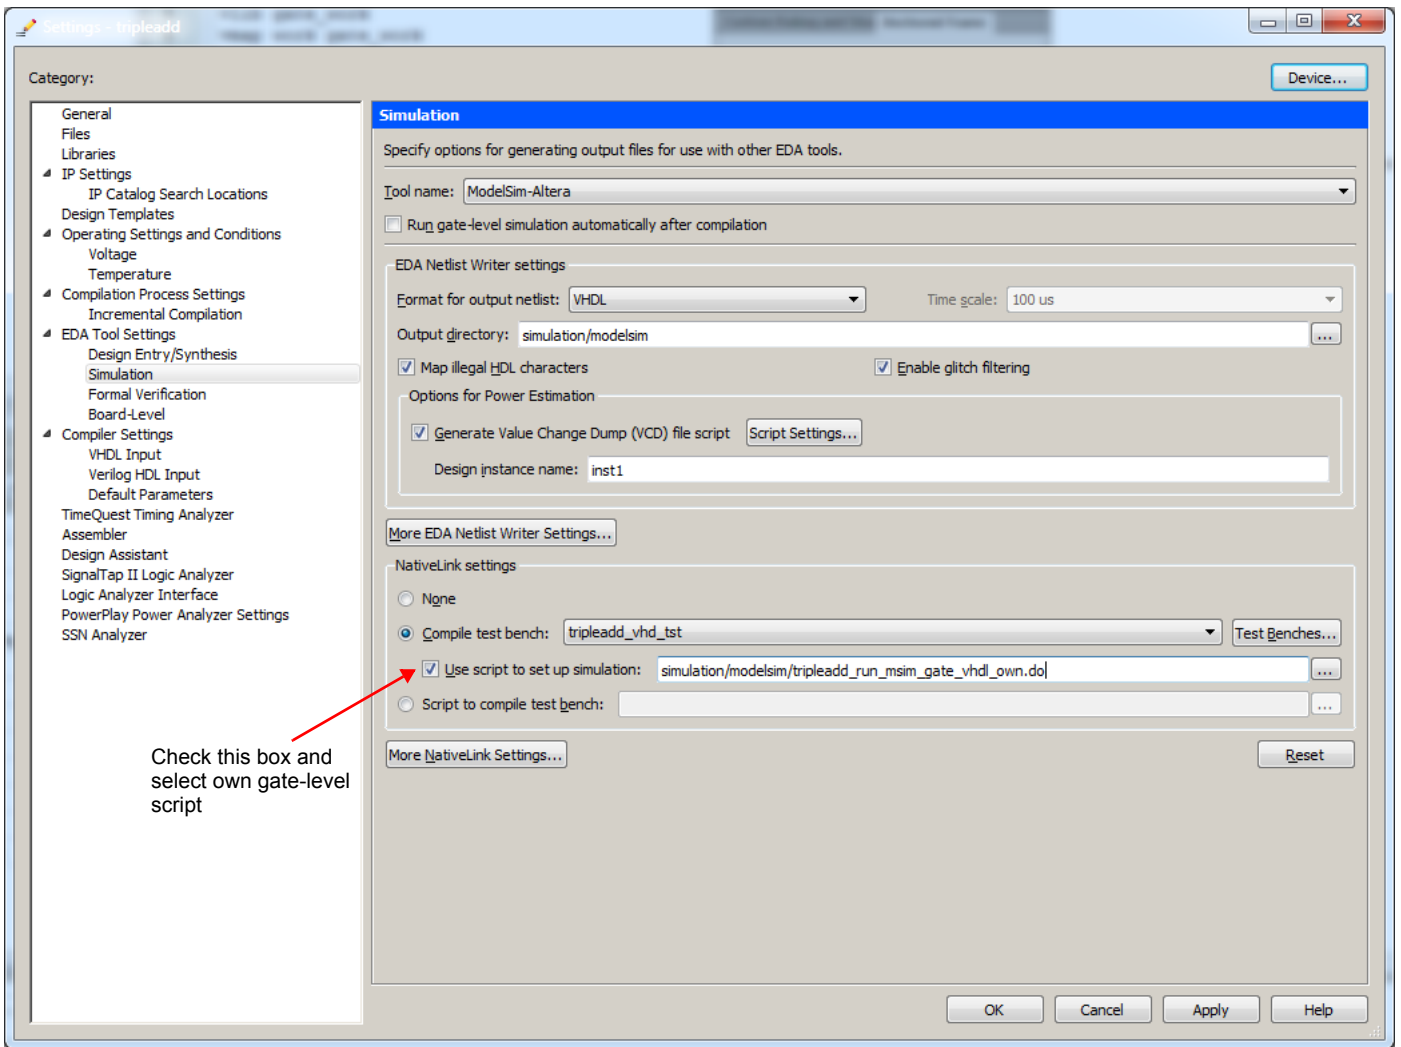 Settings - tripleadd
Category:
Device...
General
Files
Libraries
IP Settings
IP Catalog Search Locations
Design Templates
Operating Settings and Conditions
Voltage
Temperature
Compilation Process Settings
Incremental Compilation
EDA Tool Settings
Design Entry/Synthesis
Simulation
Formal Verification
Board-Level
Compiler Settings
VHDL Input
Verilog HDL Input
Default Parameters
TimeQuest Timing Analyzer
Assembler
Design Assistant
SignalTap II Logic Analyzer
Logic Analyzer Interface
PowerPlay Power Analyzer Settings
SSN Analyzer
Simulation
Specify options for generating output files for use with other EDA tools.
Tool name: ModelSim-Altera
Run gate-level simulation automatically after compilation
EDA Netlist Writer settings
Format for output netlist: VHDL Time scale: 100 us
Output directory: simulation/modelsim ...
Map illegal HDL characters Enable glitch filtering
Options for Power Estimation
Generate Value Change Dump (VCD) file script Script Settings...
Design instance name: inst1
More EDA Netlist Writer Settings...
NativeLink settings
None
Compile test bench: tripleadd_vhd_tst Test Benches...
Use script to set up simulation: simulation/modelsim/tripleadd_run_msim_gate_vhdl_own.do ...
Script to compile test bench: ...
More NativeLink Settings... Reset
Check this box and
select own gate-level
script
OK Cancel Apply Help